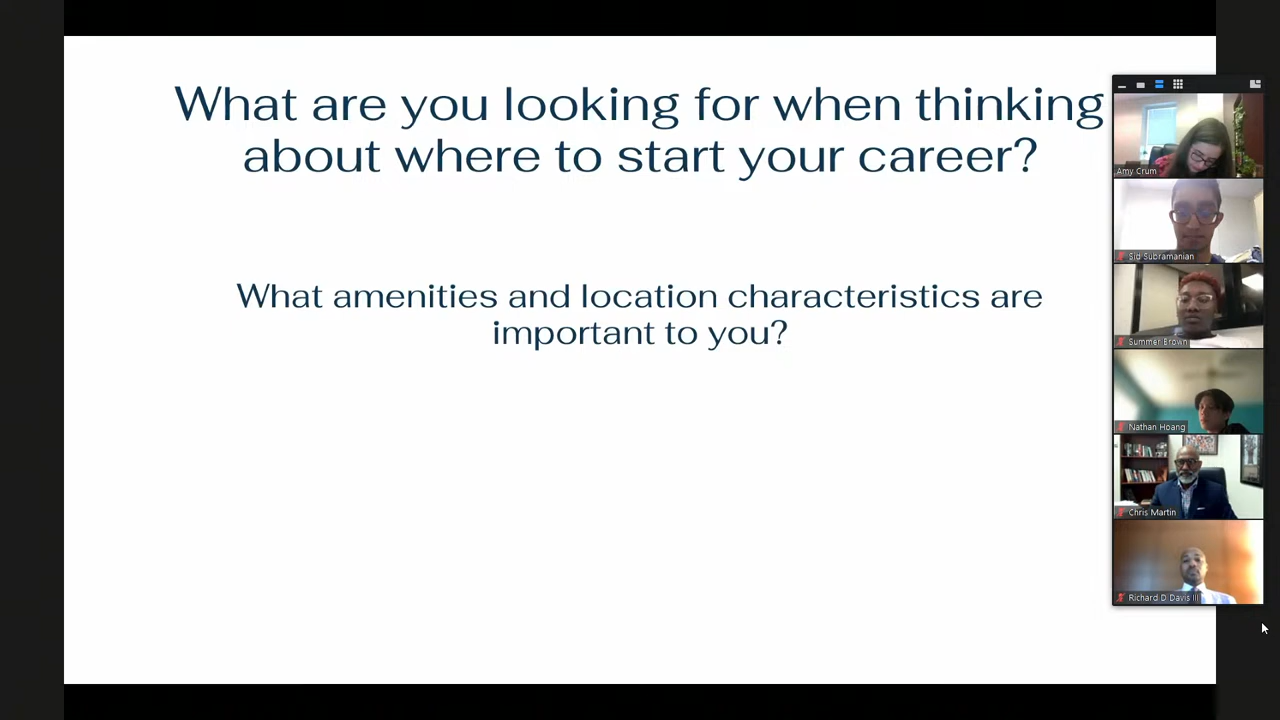 What are you looking for when thinking
about where to start your career?
What amenities and location characteristics are
important to you?
Amy Crum
Sid Subramanian
Summer Brown
Nathan Hoang
Chris Martin
Richard D Davis III